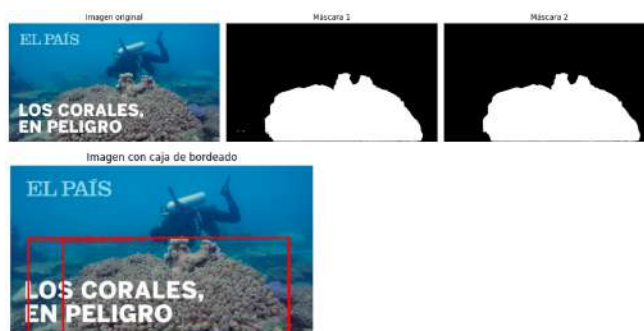 Imagen original
Máscara 1
Máscara 2
EL PAÍS
LOS CORALES,
EN PELIGRO
Imagen con caja de bordeado
EL PAÍS
LOS CORALES,
EN PELIGRO